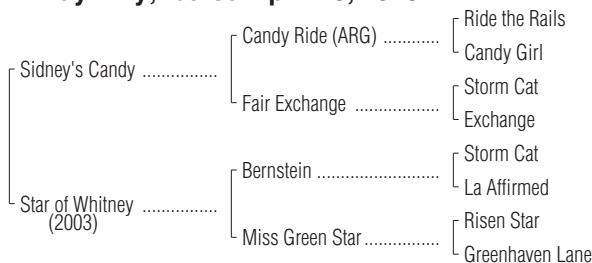 Ride the Rails
Candy Ride (ARG) ............
Candy Girl
Sidney's Candy ................
Storm Cat
Fair Exchange ..................
Exchange
Storm Cat
Bernstein ........................
La Affirmed
Star of Whitney ................
(2003)
Risen Star
Miss Green Star ................
Greenhaven Lane